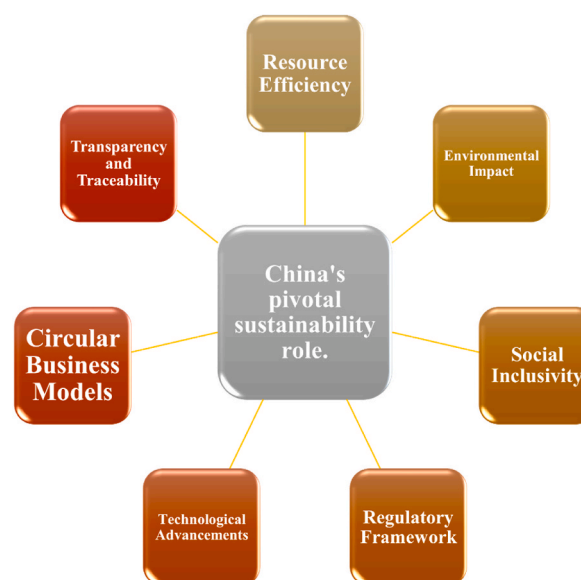 Resource
Efficiency
Environmental
Impact
Social
Inclusivity
Regulatory
Framework
Technological
Advancements
Circular
Business
Models
Transparency
and
Traceability
China's
pivotal
sustainability
role.